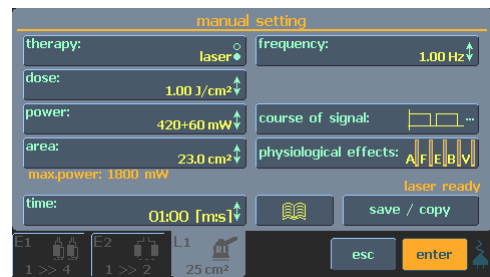 manual setting
therapy:
laser
frequency:
1.00 Hz
dose:
1.00 J/cm²
power:
420+60 mW
course of signal:
...
area:
23.0 cm²
physiological effects:
A F E B V
max.power: 1800 mW
laser ready
time:
01:00 [m:s]
save / copy
E1
1 >> 4
E2
1 >> 2
L1
25 cm²
esc
enter